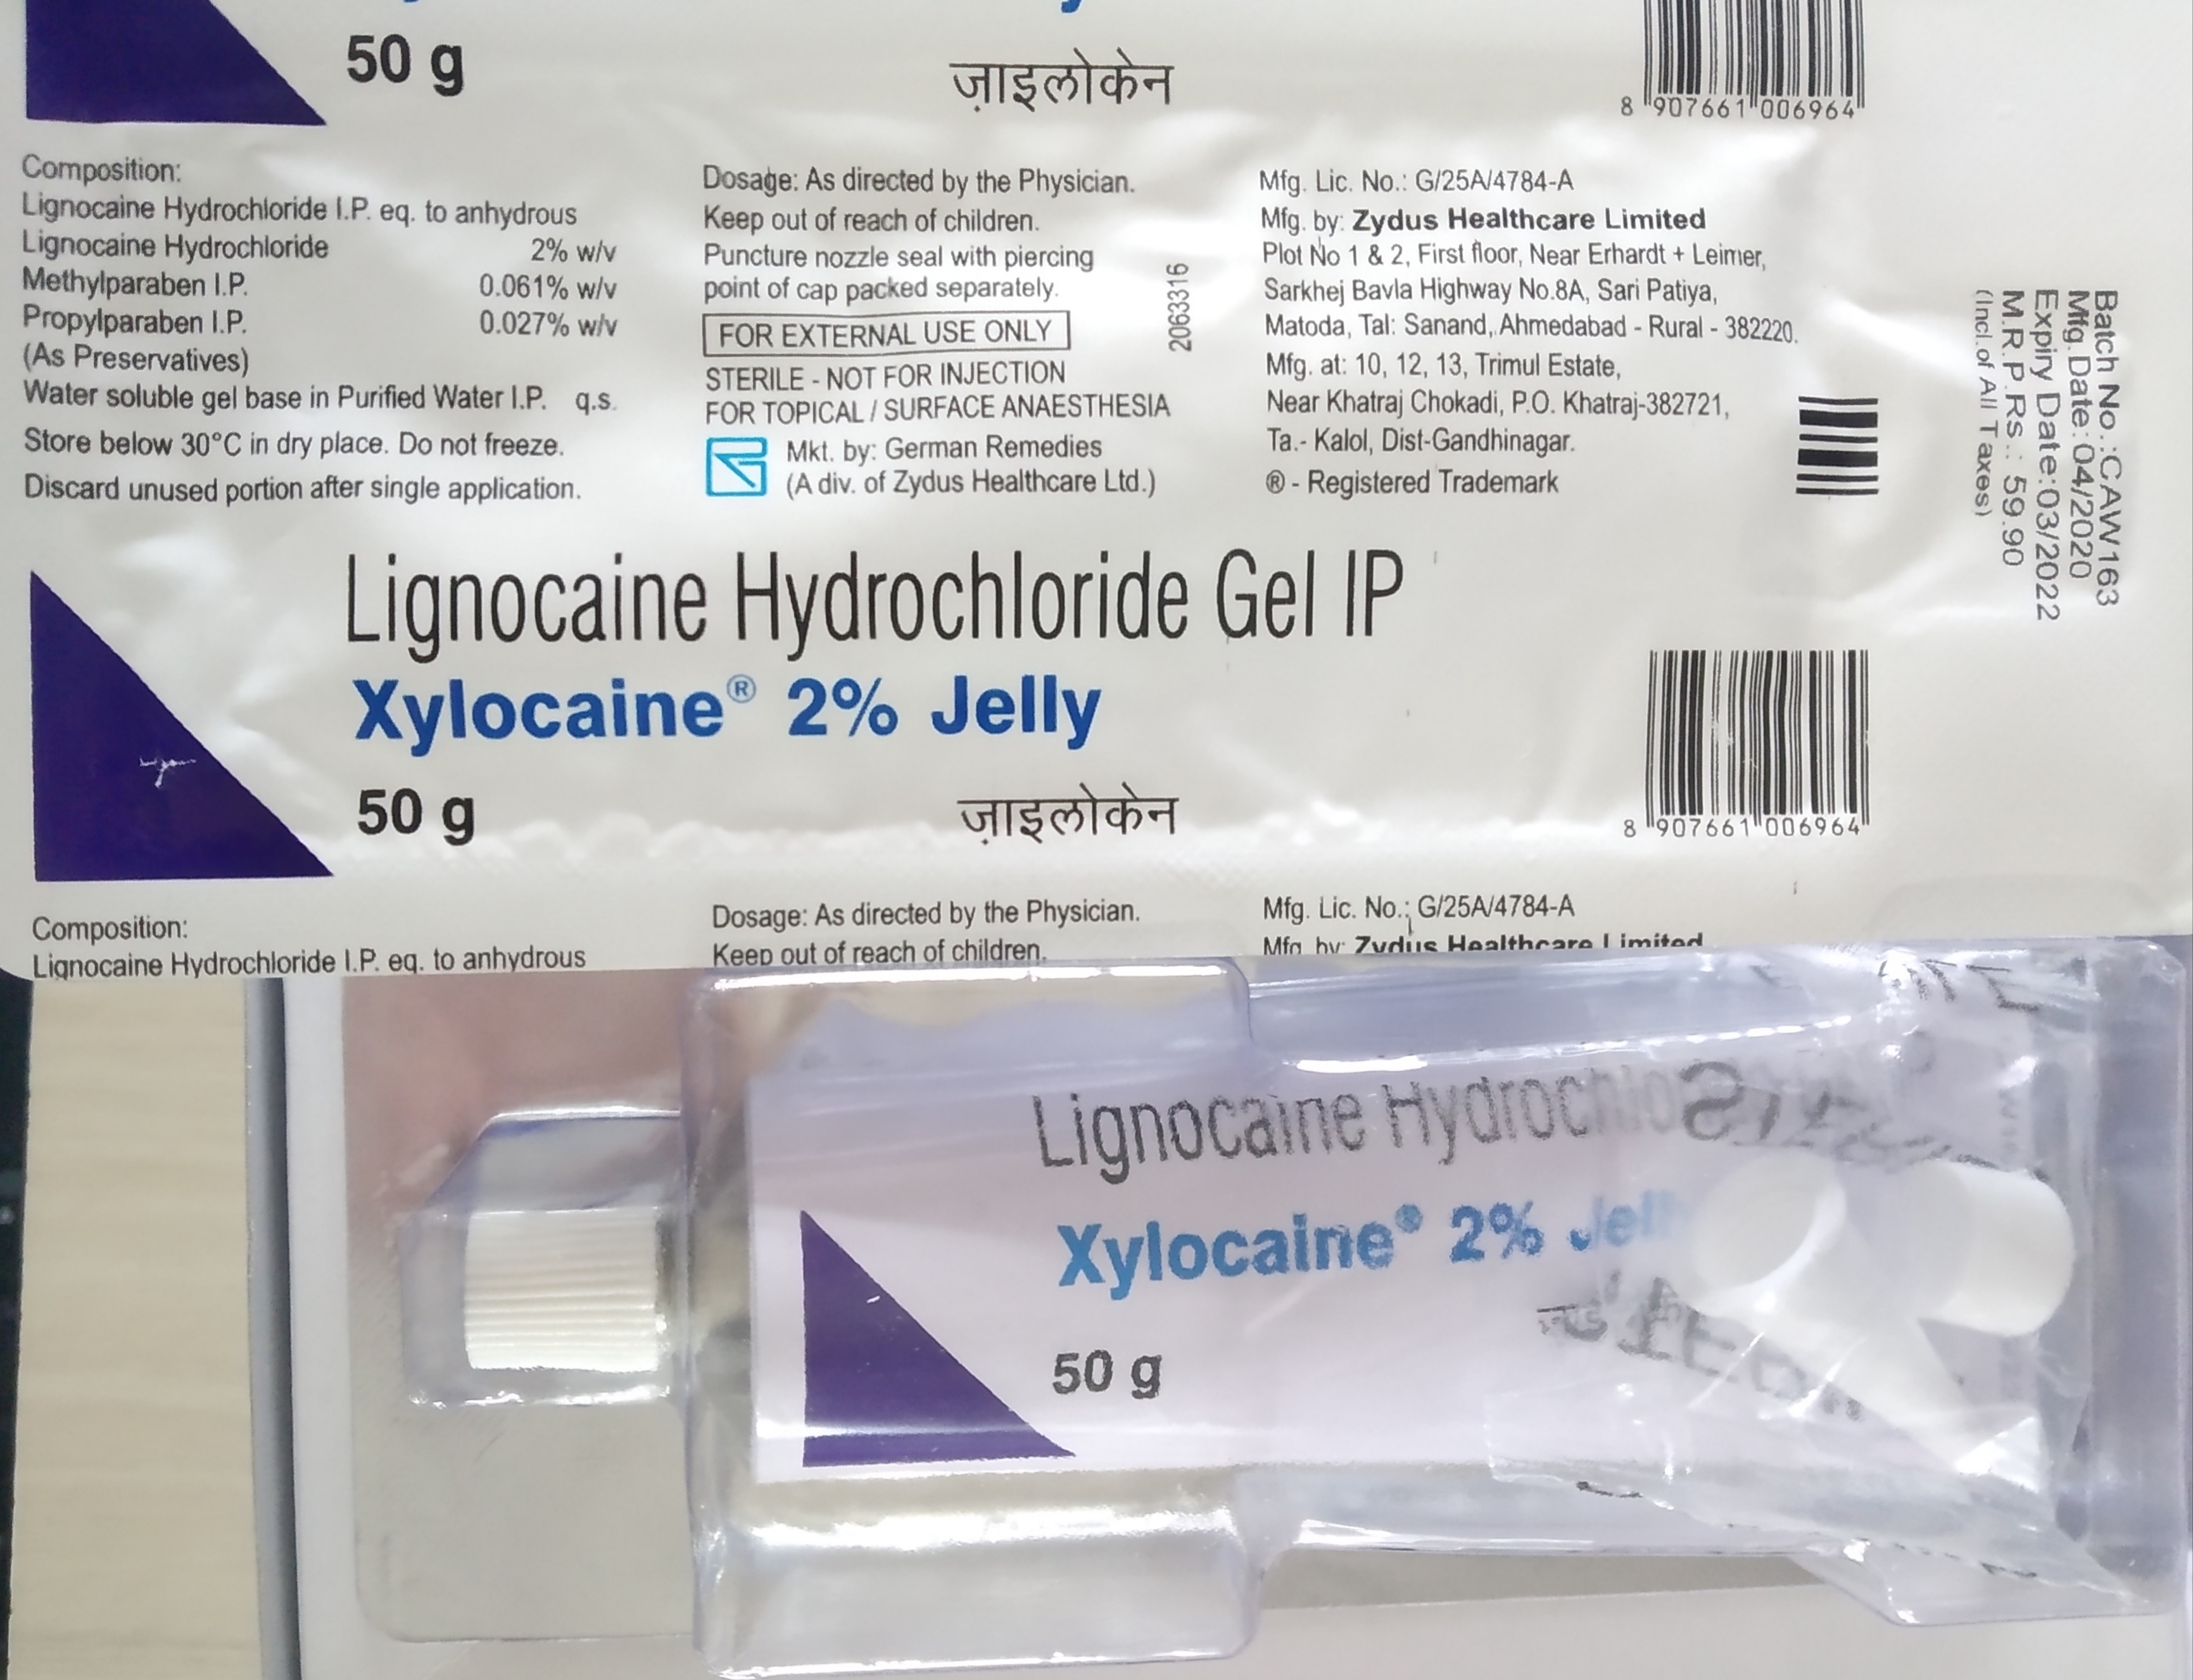 50 g
ज़ाइलोकेन
8 907661 006964
Composition:
Lignocaine Hydrochloride I.P. eq. to anhydrous
Lignocaine Hydrochloride 2% w/v
Methylparaben I.P. 0.061% w/v
Propylparaben I.P. 0.027% w/v
(As Preservatives)
Water soluble gel base in Purified Water I.P. q.s.
Store below 30°C in dry place. Do not freeze.
Discard unused portion after single application.
Dosage: As directed by the Physician.
Keep out of reach of children.
Puncture nozzle seal with piercing
point of cap packed separately.
FOR EXTERNAL USE ONLY
STERILE - NOT FOR INJECTION
FOR TOPICAL / SURFACE ANAESTHESIA
Mkt. by: German Remedies
(A div. of Zydus Healthcare Ltd.)
2063316
Mfg. Lic. No.: G/25A/4784-A
Mfg. by: Zydus Healthcare Limited
Plot No 1 & 2, First floor, Near Erhardt + Leimer,
Sarkhej Bavla Highway No.8A, Sari Patiya,
Matoda, Tal: Sanand, Ahmedabad - Rural - 382220.
Mfg. at: 10, 12, 13, Trimul Estate,
Near Khatraj Chokadi, P.O. Khatraj-382721,
Ta.- Kalol, Dist-Gandhinagar.
® - Registered Trademark
Batch No.:CAW163
Mfg.Date:04/2020
Expiry Date:03/2022
M.R.P.Rs.: 59.90
(Incl.of All Taxes)
Lignocaine Hydrochloride Gel IP
Xylocaine® 2% Jelly
50 g
ज़ाइलोकेन
8 907661 006964
Composition:
Lignocaine Hydrochloride I.P. eq. to anhydrous
Dosage: As directed by the Physician.
Keep out of reach of children.
Mfg. Lic. No.: G/25A/4784-A
Mfg. by: Zydus Healthcare Limited
Lignocaine
Xylocaine® 2% Jelly
50 g